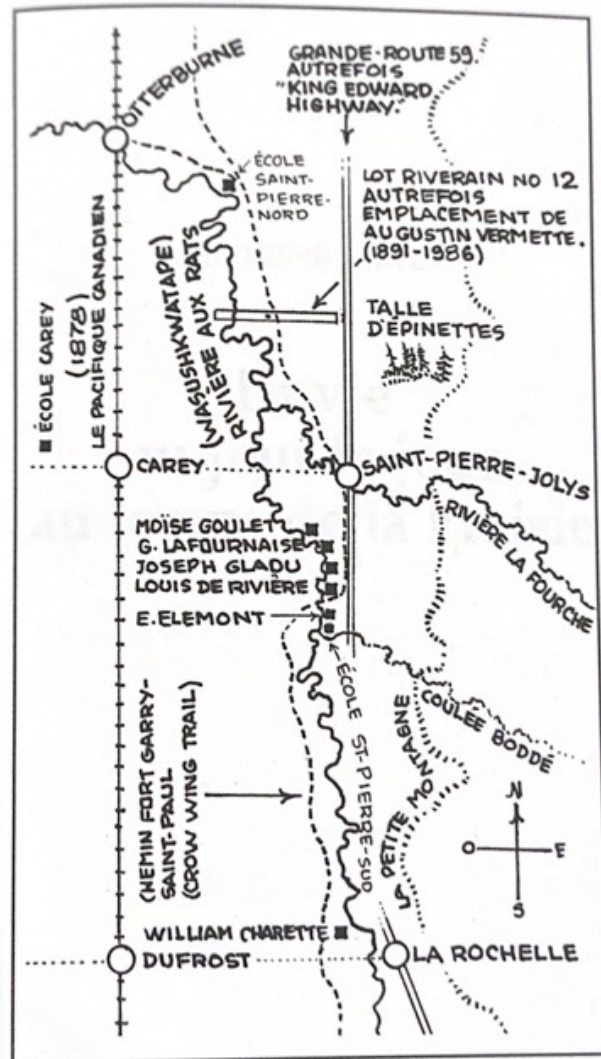 OTTERBURNE
GRANDE-ROUTE 59.
AUTREFOIS
"KING EDWARD
HIGHWAY."
ÉCOLE
SAINT-
PIERRE-
NORD
LOT RIVERAIN NO 12
AUTREFOIS
EMPLACEMENT DE
AUGUSTIN VERMETTE.
(1891-1986)
TALLE
D'ÉPINETTES
ÉCOLE CAREY
LE PACIFIQUE CANADIEN
(1878)
(WASUSHKWATAPE)
RIVIÈRE AUX RATS
CAREY
SAINT-PIERRE-JOLYS
RIVIÈRE LA FOURCHE
MOÏSE GOULET
G. LAFOURNAISE
JOSEPH GLADU
LOUIS DE RIVIÈRE
E. ELEMONT
ÉCOLE ST-PIERRE-SUD
COULÉE BODDÉ
LA PETITE MONTAGNE
CHEMIN FORT GARRY-
SAINT-PAUL
(CROW WING TRAIL)
N
O
E
S
WILLIAM CHARETTE
DUFROST
LA ROCHELLE